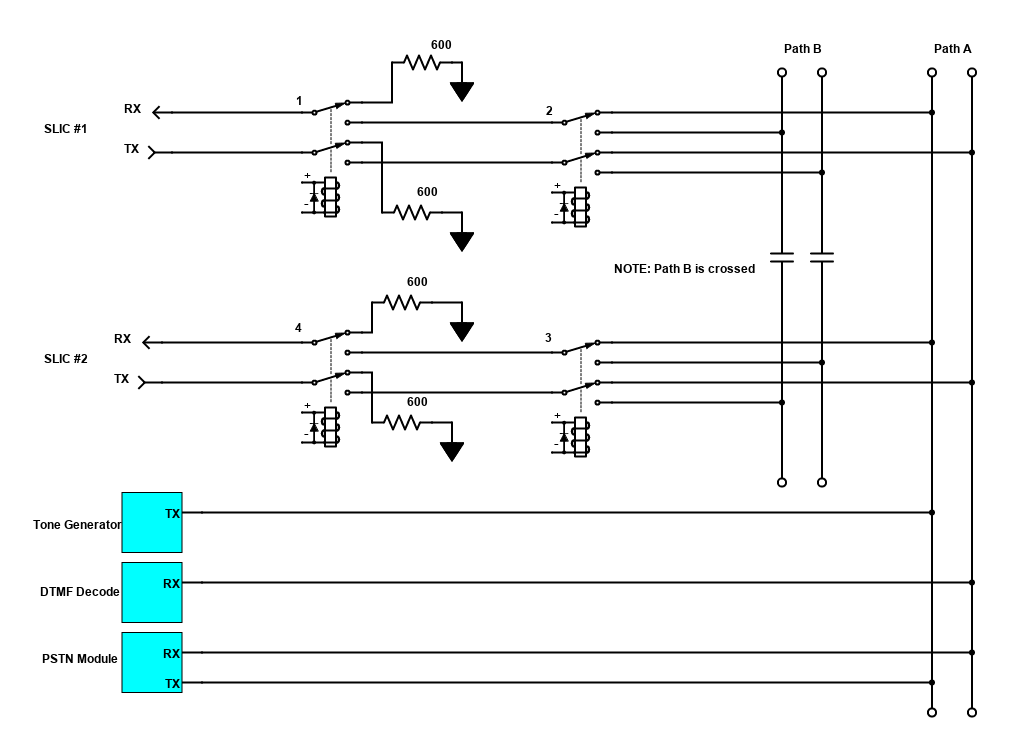 600
Path B
Path A
RX
1
2
SLIC #1
TX
+
-
600
+
-
NOTE: Path B is crossed
600
RX
4
3
SLIC #2
TX
+
-
600
+
-
TX
Tone Generator
RX
DTMF Decode
RX
PSTN Module
TX